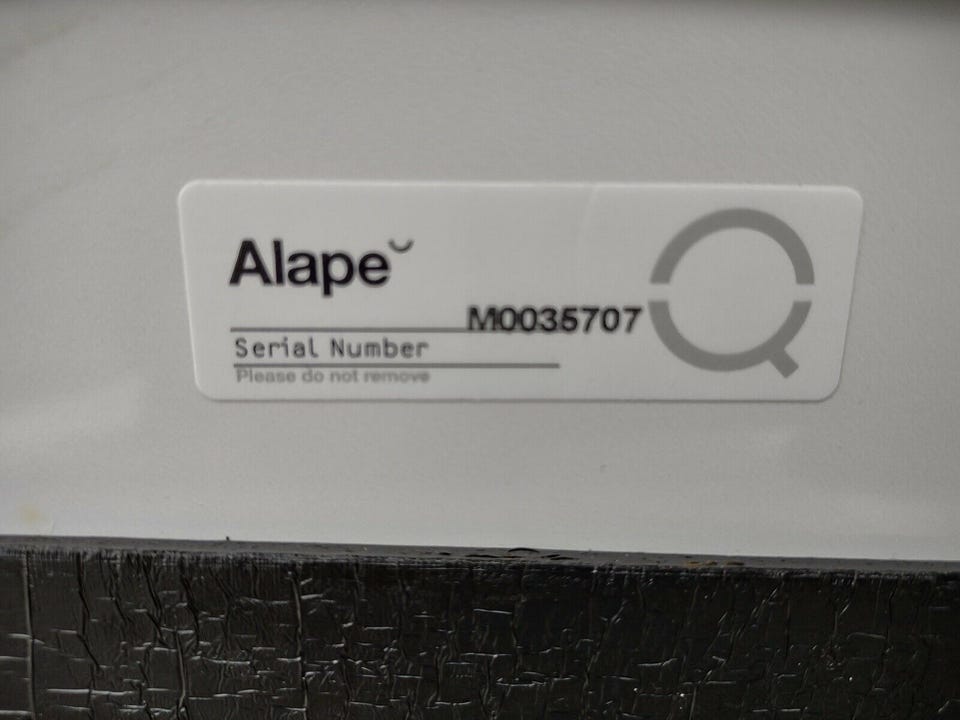 Alape
M0035707
Serial Number
Please do not remove